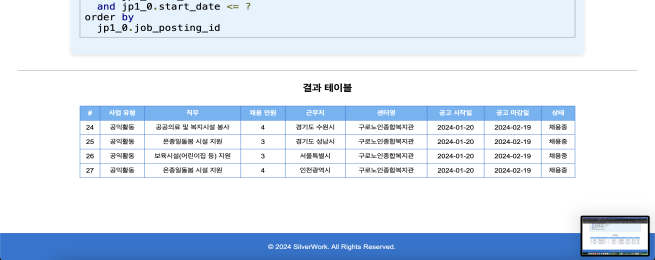 and jp1_0.start_date <= ?
order by
jp1_0.job_posting_id
결과 테이블
# 사업 유형 직무 채용 인원 근무지 센터명 공고 시작일 공고 마감일 상태
24 공익활동 공공의료 및 복지시설 봉사 4 경기도 수원시 구로노인종합복지관 2024-01-20 2024-02-19 채용중
25 공익활동 온종일돌봄 시설 지원 3 경기도 성남시 구로노인종합복지관 2024-01-20 2024-02-19 채용중
26 공익활동 보육시설(어린이집 등) 지원 3 서울특별시 구로노인종합복지관 2024-01-20 2024-02-19 채용중
27 공익활동 온종일돌봄 시설 지원 4 인천광역시 구로노인종합복지관 2024-01-20 2024-02-19 채용중
© 2024 SilverWork. All Rights Reserved.